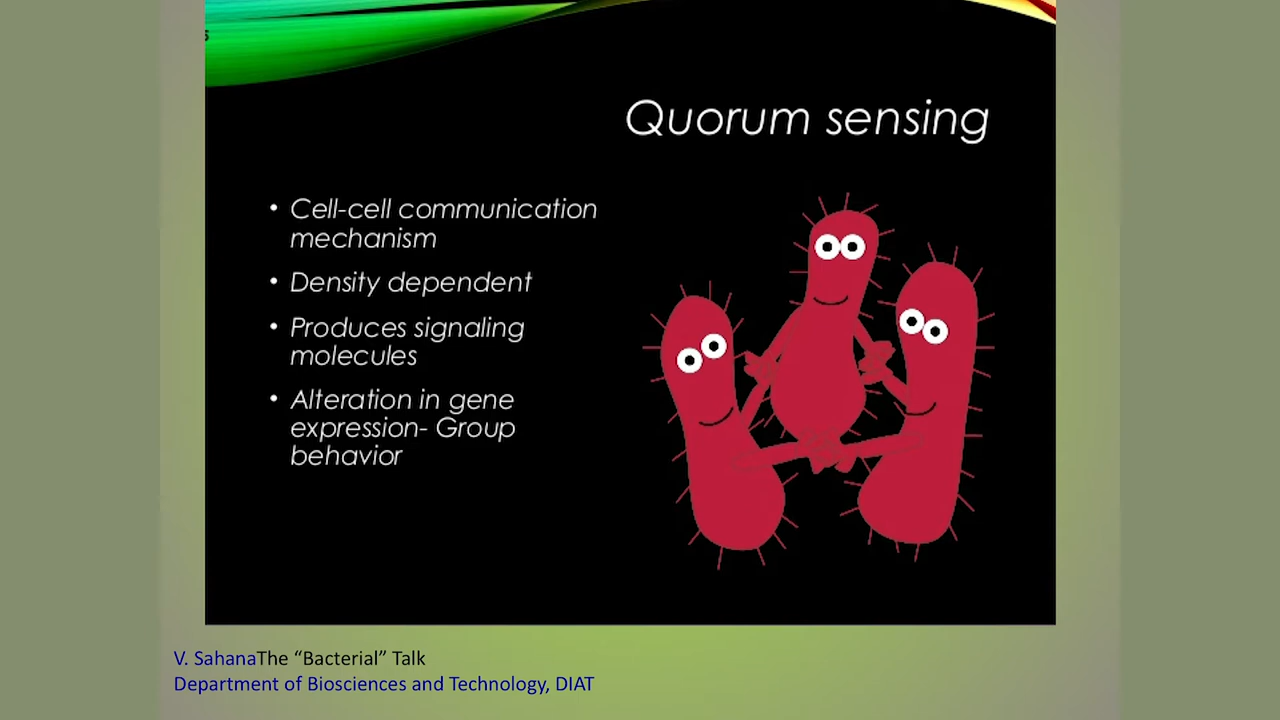 Quorum sensing
• Cell-cell communication
mechanism
• Density dependent
• Produces signaling
molecules
• Alteration in gene
expression- Group
behavior
V. SahanaThe “Bacterial” Talk
Department of Biosciences and Technology, DIAT